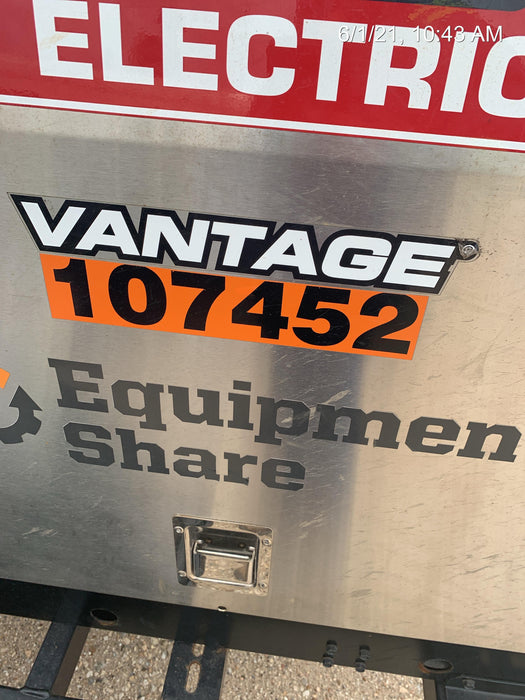 6/1/21, 10:43 AM
ELECTRIC
VANTAGE
107452
Equipmen
Share